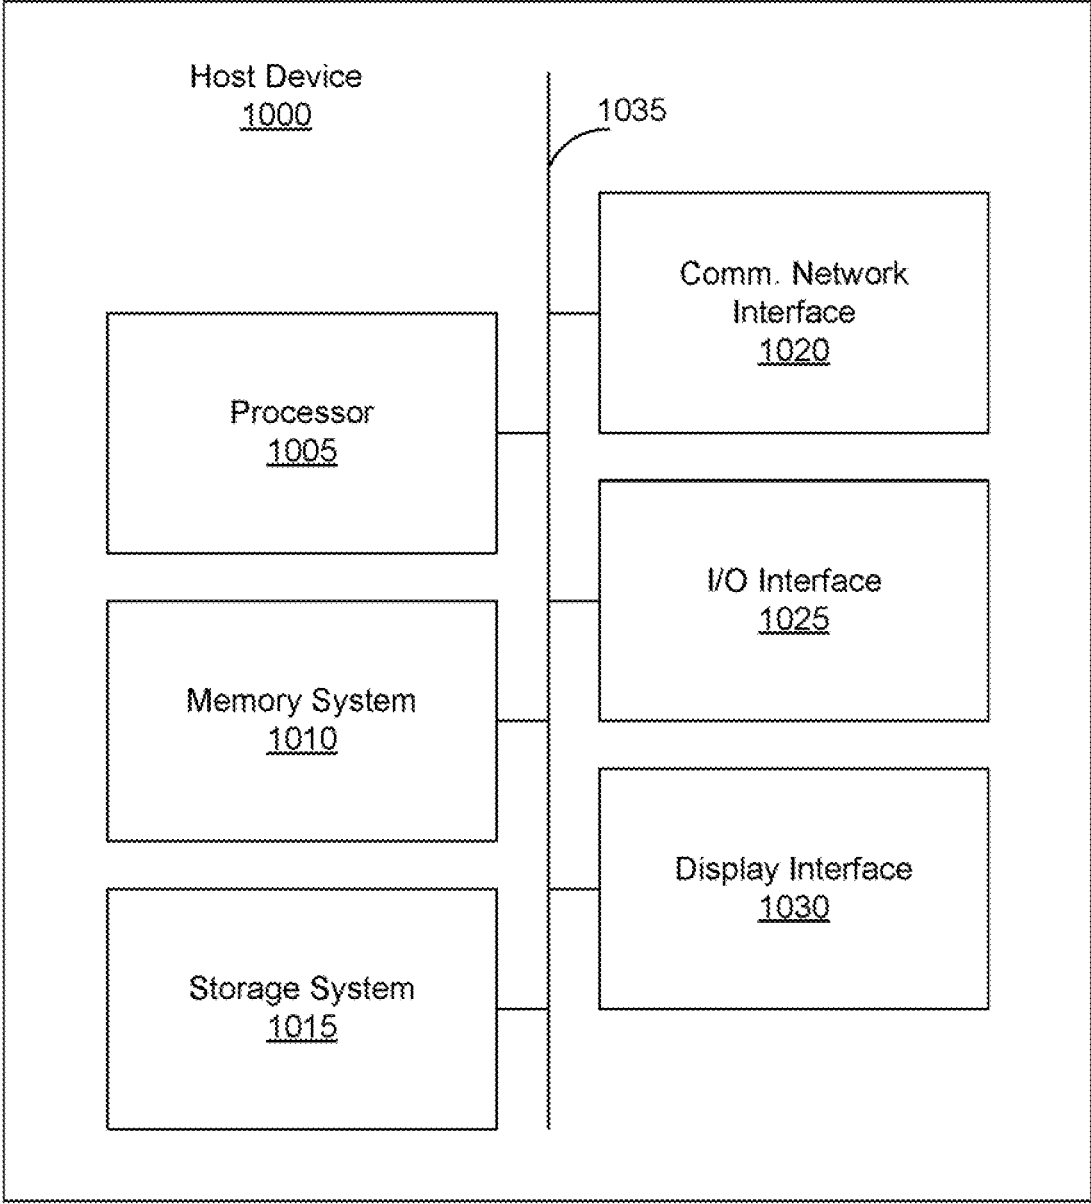 Host Device
1000
1035
Comm. Network
Interface
1020
Processor
1005
I/O Interface
1025
Memory System
1010
Display Interface
1030
Storage System
1015